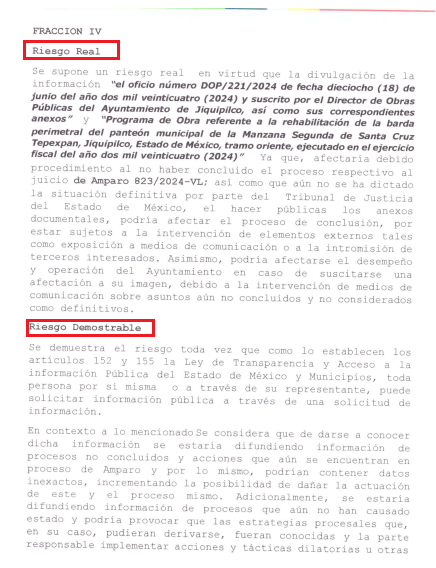 FRACCION IV
Riesgo Real
Se supone un riesgo real en virtud que la divulgación de la
información "el oficio número DOP/221/2024 de fecha dieciocho (18) de
junio del año dos mil veinticuatro (2024) y suscrito por el Director de Obras
Públicas del Ayuntamiento de Jiquipilco, así como sus correspondientes
anexos" y "Programa de Obra referente a la rehabilitación de la barda
perimetral del panteón municipal de la Manzana Segunda de Santa Cruz
Tepexpan, Jiquipilco, Estado de México, tramo oriente, ejecutado en el ejercicio
fiscal del año dos mil veinticuatro (2024)" Ya que, afectaría debido
procedimiento al no haber concluido el proceso respectivo al
juicio de Amparo 823/2024-VL; así como que aún no se ha dictado
la situación definitiva por parte del Tribunal de Justicia
del Estado de México, el hacer públicas los anexos
documentales, podría afectar el proceso de conclusión, por
estar sujetos a la intervención de elementos externos tales
como exposición a medios de comunicación o a la intromisión de
terceros interesados. Asimismo, podría afectarse el desempeño
y operación del Ayuntamiento en caso de suscitarse una
afectación a su imagen, debido a la intervención de medios de
comunicación sobre asuntos aún no concluidos y no considerados
como definitivos.
Riesgo Demostrable
Se demuestra el riesgo toda vez que como lo establecen los
artículos 152 y 155 la Ley de Transparencia y Acceso a la
información Pública del Estado de México y Municipios, toda
persona por si misma o a través de su representante, puede
solicitar información pública a través de una solicitud de
información.
En contexto a lo mencionado Se considera que de darse a conocer
dicha información se estaría difundiendo información de
procesos no concluidos y acciones que aún se encuentran en
proceso de Amparo y por lo mismo, podrían contener datos
inexactos, incrementando la posibilidad de dañar la actuación
de este y el proceso mismo. Adicionalmente, se estaría
difundiendo información de procesos que aún no han causado
estado y podría provocar que las estrategias procesales que,
en su caso, pudieran derivarse, fueran conocidas y la parte
responsable implementar acciones y tácticas dilatorias u otras